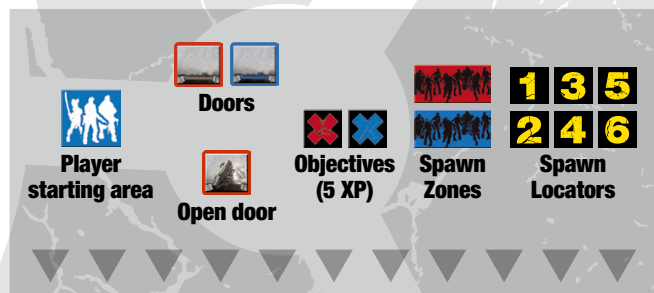 Doors
Player
starting area
Open door
Objectives
(5 XP)
Spawn
Zones
1 3 5
2 4 6
Spawn
Locators